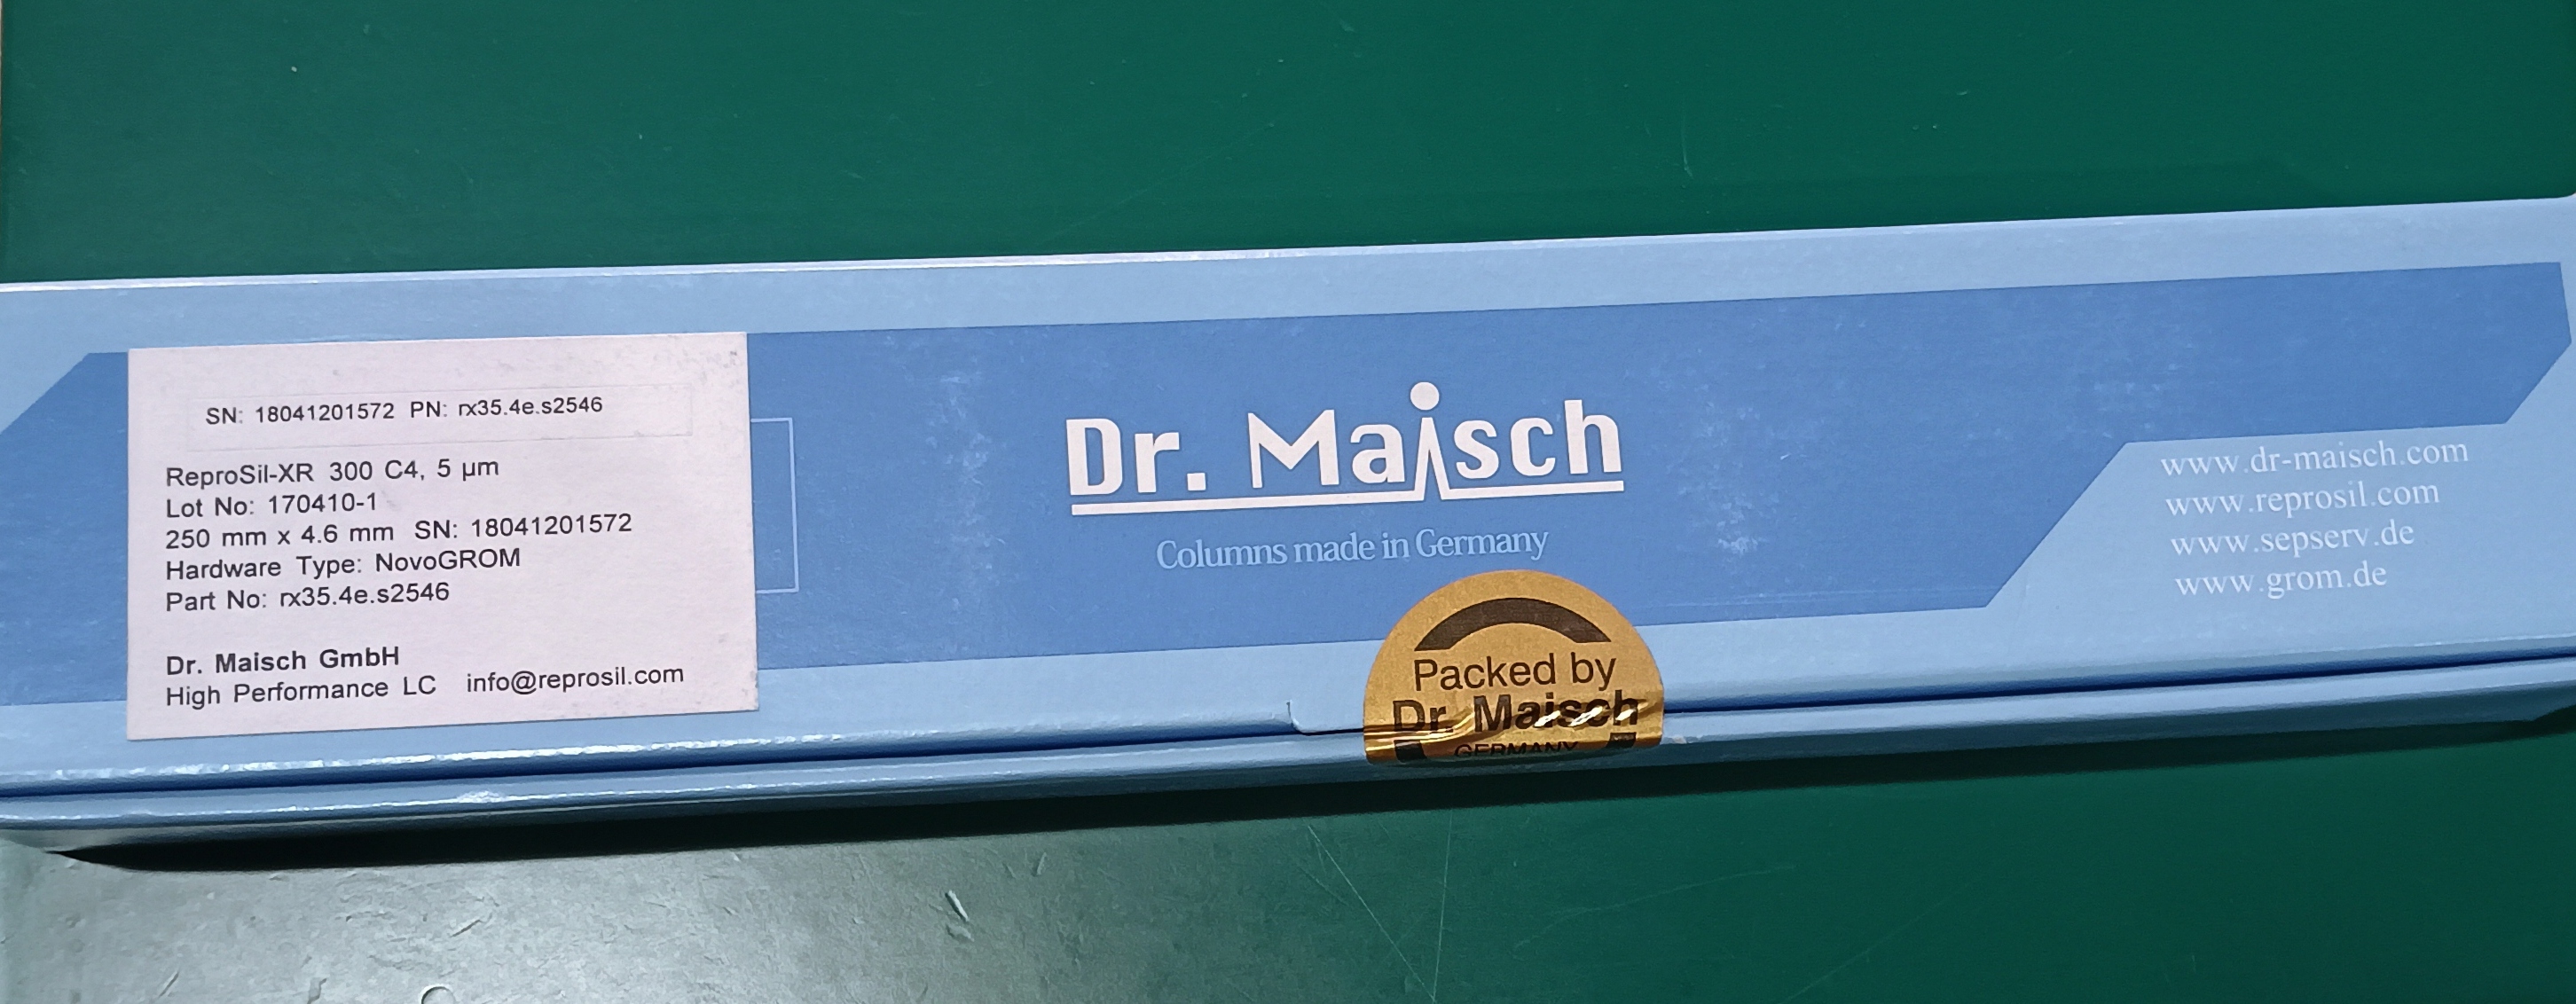 SN: 18041201572 PN: rx35.4e.s2546
ReproSil-XR 300 C4, 5 µm
Lot No: 170410-1
250 mm x 4.6 mm SN: 18041201572
Hardware Type: NovoGROM
Part No: rx35.4e.s2546
Dr. Maisch GmbH
High Performance LC info@reprosil.com
Dr. Maisch
Columns made in Germany
Packed by
Dr. Maisch
GERMANY
www.dr-maisch.com
www.reprosil.com
www.sepserv.de
www.grom.de